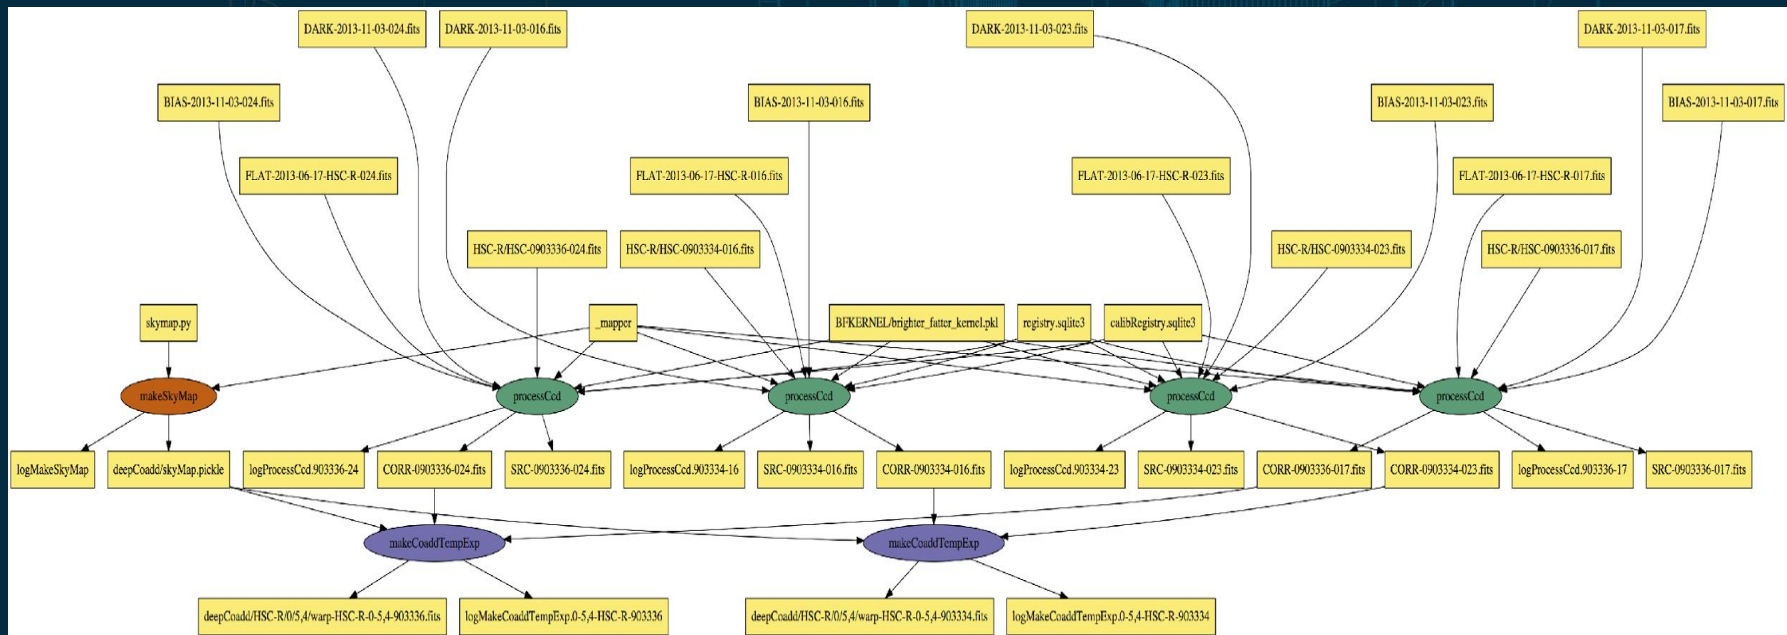 DARK-2013-11-03-024.fits
DARK-2013-11-03-016.fits
DARK-2013-11-03-023.fits
DARK-2013-11-03-017.fits
BIAS-2013-11-03-024.fits
BIAS-2013-11-03-016.fits
BIAS-2013-11-03-023.fits
BIAS-2013-11-03-017.fits
FLAT-2013-06-17-HSC-R-024.fits
FLAT-2013-06-17-HSC-R-016.fits
FLAT-2013-06-17-HSC-R-023.fits
FLAT-2013-06-17-HSC-R-017.fits
HSC-R/HSC-0903336-024.fits
HSC-R/HSC-0903334-016.fits
HSC-R/HSC-0903334-023.fits
HSC-R/HSC-0903336-017.fits
skymap.py
_mapper
BFKERNEL/brighter_fatter_kernel.pkl
registry.sqlite3
calibRegistry.sqlite3
makeSkyMap
processCcd
processCcd
processCcd
processCcd
logMakeSkyMap
deepCoadd/skyMap.pickle
logProcessCcd.903336-24
CORR-0903336-024.fits
SRC-0903336-024.fits
logProcessCcd.903334-16
SRC-0903334-016.fits
CORR-0903334-016.fits
logProcessCcd.903334-23
SRC-0903334-023.fits
CORR-0903336-017.fits
CORR-0903334-023.fits
logProcessCcd.903336-17
SRC-0903336-017.fits
makeCoaddTempExp
makeCoaddTempExp
deepCoadd/HSC-R/0/5,4/warp-HSC-R-0-5,4-903336.fits
logMakeCoaddTempExp.0-5,4-HSC-R-903336
deepCoadd/HSC-R/0/5,4/warp-HSC-R-0-5,4-903334.fits
logMakeCoaddTempExp.0-5,4-HSC-R-903334